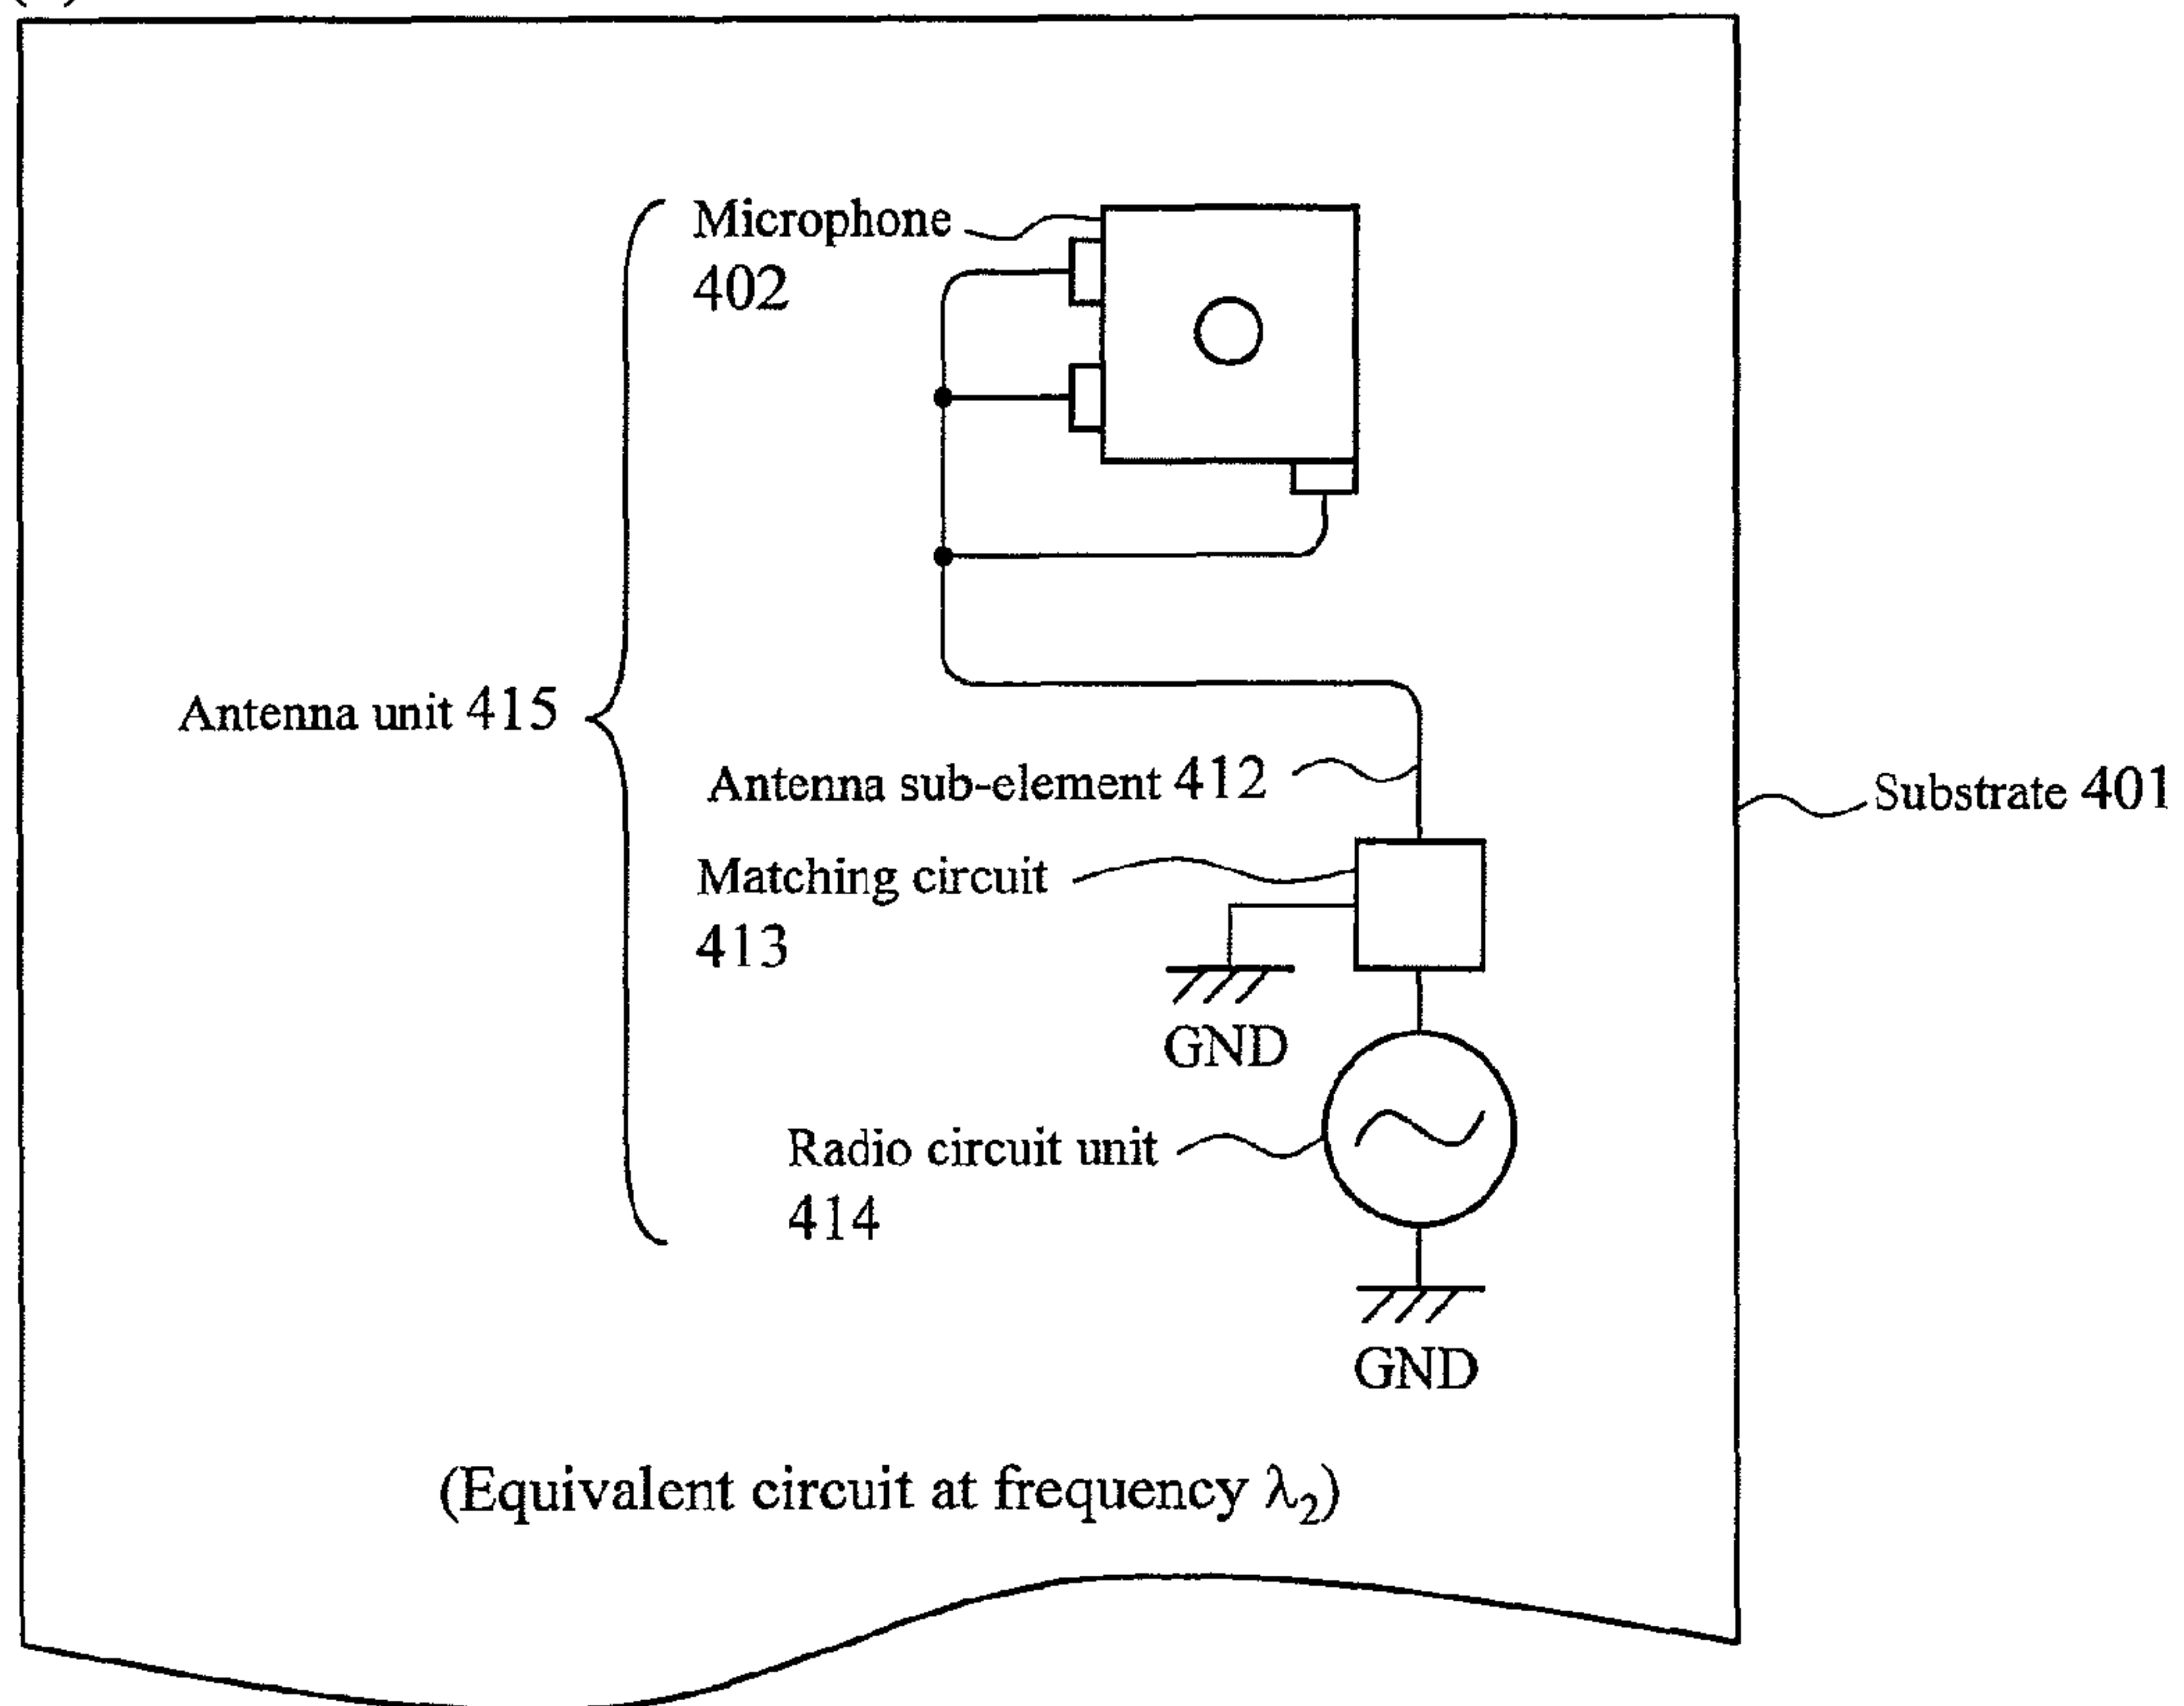 Microphone
402
Antenna unit 415
Antenna sub-element 412
Substrate 401
Matching circuit
413
GND
Radio circuit unit
414
GND
(Equivalent circuit at frequency λ₂)